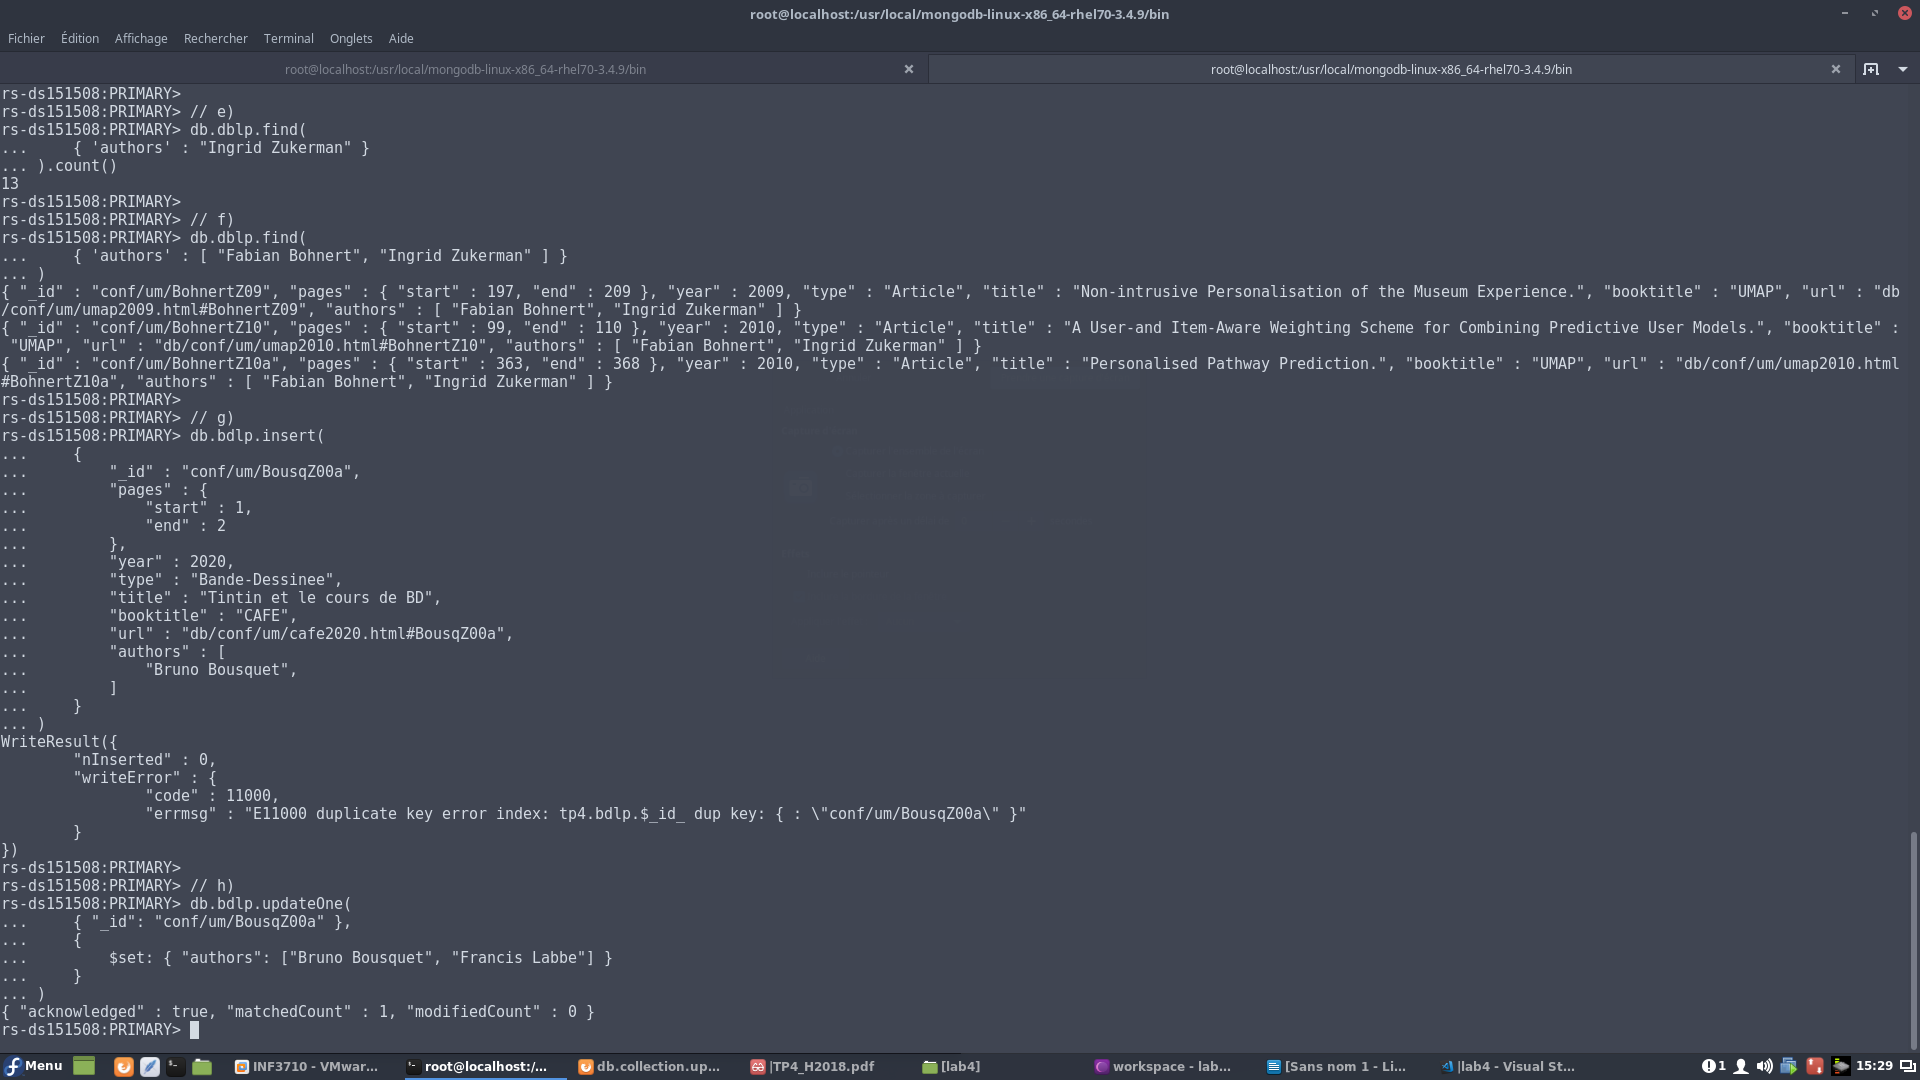 root@localhost:/usr/local/mongodb-linux-x86_64-rhel70-3.4.9/bin
Fichier Édition Affichage Rechercher Terminal Onglets Aide
root@localhost:/usr/local/mongodb-linux-x86_64-rhel70-3.4.9/bin root@localhost:/usr/local/mongodb-linux-x86_64-rhel70-3.4.9/bin
rs-ds151508:PRIMARY>
rs-ds151508:PRIMARY> // e)
rs-ds151508:PRIMARY> db.dblp.find(
...     { 'authors' : "Ingrid Zukerman" }
... ).count()
13
rs-ds151508:PRIMARY>
rs-ds151508:PRIMARY> // f)
rs-ds151508:PRIMARY> db.dblp.find(
...     { 'authors' : [ "Fabian Bohnert", "Ingrid Zukerman" ] }
... )
{ "_id" : "conf/um/BohnertZ09", "pages" : { "start" : 197, "end" : 209 }, "year" : 2009, "type" : "Article", "title" : "Non-intrusive Personalisation of the Museum Experience.", "booktitle" : "UMAP", "url" : "db
/conf/um/umap2009.html#BohnertZ09", "authors" : [ "Fabian Bohnert", "Ingrid Zukerman" ] }
{ "_id" : "conf/um/BohnertZ10", "pages" : { "start" : 99, "end" : 110 }, "year" : 2010, "type" : "Article", "title" : "A User-and Item-Aware Weighting Scheme for Combining Predictive User Models.", "booktitle" :
 "UMAP", "url" : "db/conf/um/umap2010.html#BohnertZ10", "authors" : [ "Fabian Bohnert", "Ingrid Zukerman" ] }
{ "_id" : "conf/um/BohnertZ10a", "pages" : { "start" : 363, "end" : 368 }, "year" : 2010, "type" : "Article", "title" : "Personalised Pathway Prediction.", "booktitle" : "UMAP", "url" : "db/conf/um/umap2010.html
#BohnertZ10a", "authors" : [ "Fabian Bohnert", "Ingrid Zukerman" ] }
rs-ds151508:PRIMARY>
rs-ds151508:PRIMARY> // g)
rs-ds151508:PRIMARY> db.bdlp.insert(
...     {
...         "_id" : "conf/um/BousqZ00a",
...         "pages" : {
...             "start" : 1,
...             "end" : 2
...         },
...         "year" : 2020,
...         "type" : "Bande-Dessinee",
...         "title" : "Tintin et le cours de BD",
...         "booktitle" : "CAFE",
...         "url" : "db/conf/um/cafe2020.html#BousqZ00a",
...         "authors" : [
...             "Bruno Bousquet",
...         ]
...     }
... )
WriteResult({
        "nInserted" : 0,
        "writeError" : {
                "code" : 11000,
                "errmsg" : "E11000 duplicate key error index: tp4.bdlp.$_id_ dup key: { : \"conf/um/BousqZ00a\" }"
        }
})
rs-ds151508:PRIMARY>
rs-ds151508:PRIMARY> // h)
rs-ds151508:PRIMARY> db.bdlp.updateOne(
...     { "_id": "conf/um/BousqZ00a" },
...     {
...         $set: { "authors": ["Bruno Bousquet", "Francis Labbe"] }
...     }
... )
{ "acknowledged" : true, "matchedCount" : 1, "modifiedCount" : 0 }
rs-ds151508:PRIMARY>
Menu INF3710 - VMwar... root@localhost:/... db.collection.up... |TP4_H2018.pdf [lab4] workspace - lab... [Sans nom 1 - Li... |lab4 - Visual St... 1 15:29